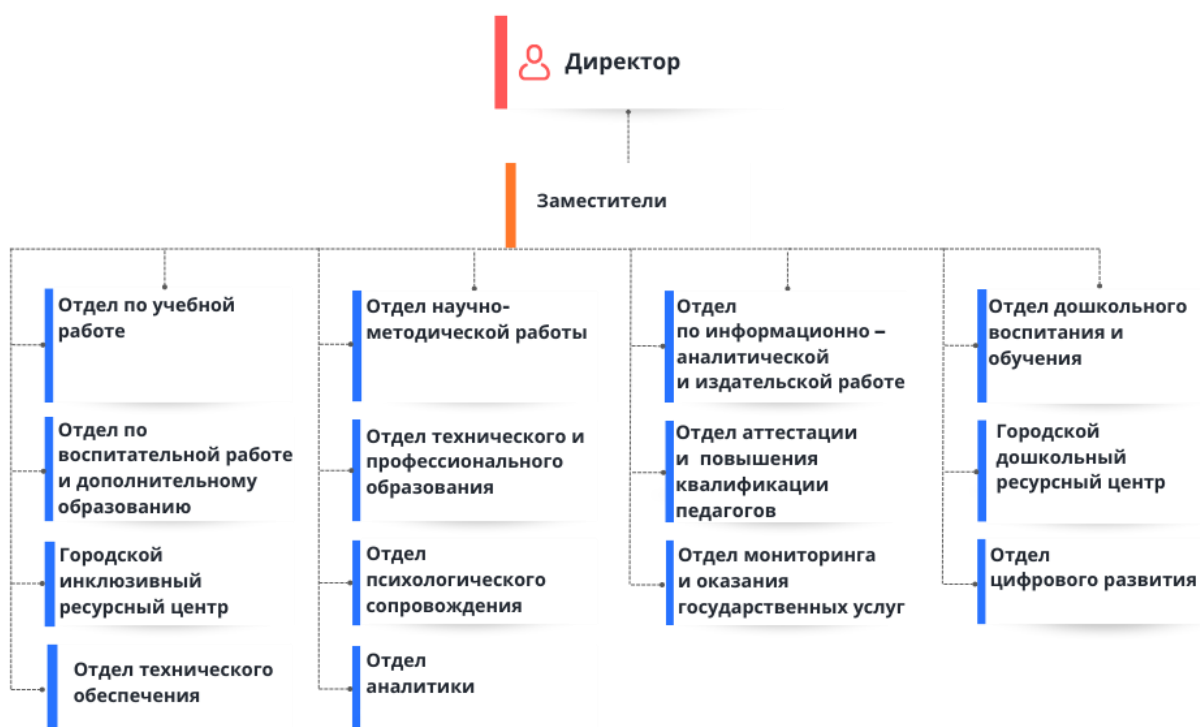 Директор
Заместители
Отдел по учебной
работе
Отдел по
воспитательной работе
и дополнительному
образованию
Городской
инклюзивный
ресурсный центр
Отдел технического
обеспечения
Отдел научно-
методической работы
Отдел технического и
профессионального
образования
Отдел
психологического
сопровождения
Отдел
аналитики
Отдел
по информационно –
аналитической
и издательской работе
Отдел аттестации
и повышения
квалификации
педагогов
Отдел мониторинга
и оказания
государственных услуг
Отдел дошкольного
воспитания и
обучения
Городской
дошкольный
ресурсный центр
Отдел
цифрового развития